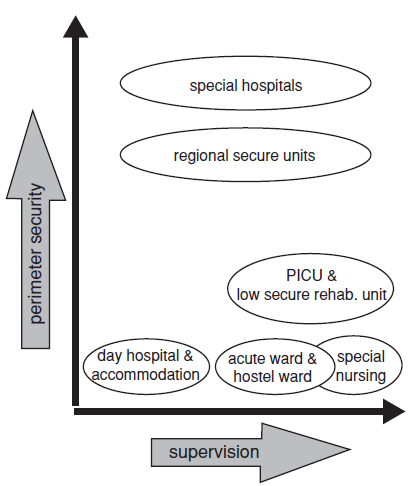 special hospitals
regional secure units
perimeter security
PICU &
low secure rehab. unit
day hospital &
accommodation
acute ward &
hostel ward
special
nursing
supervision